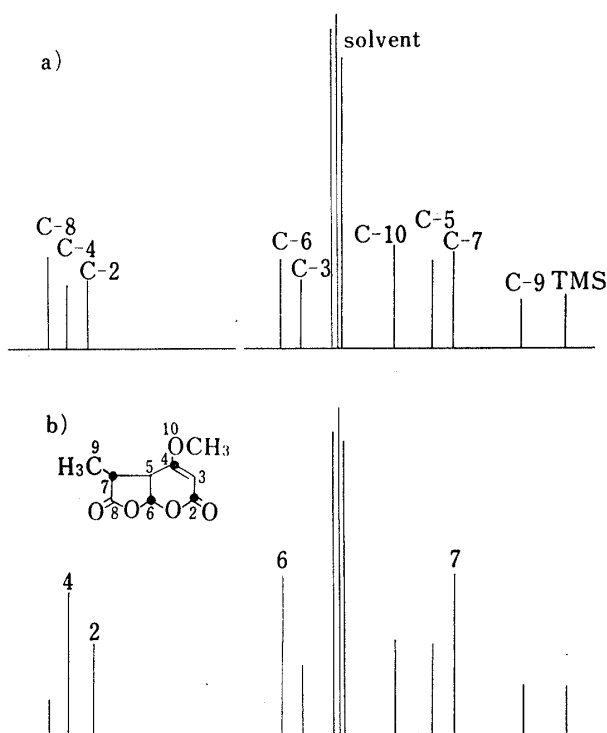 a)
solvent
C-8
C-4
C-2
C-6
C-3
C-10
C-5
C-7
C-9 TMS
b)
10
OCH₃
9
H₃C
4
5
3
7
O
8
O
6
O
2
O
4
2
6
7